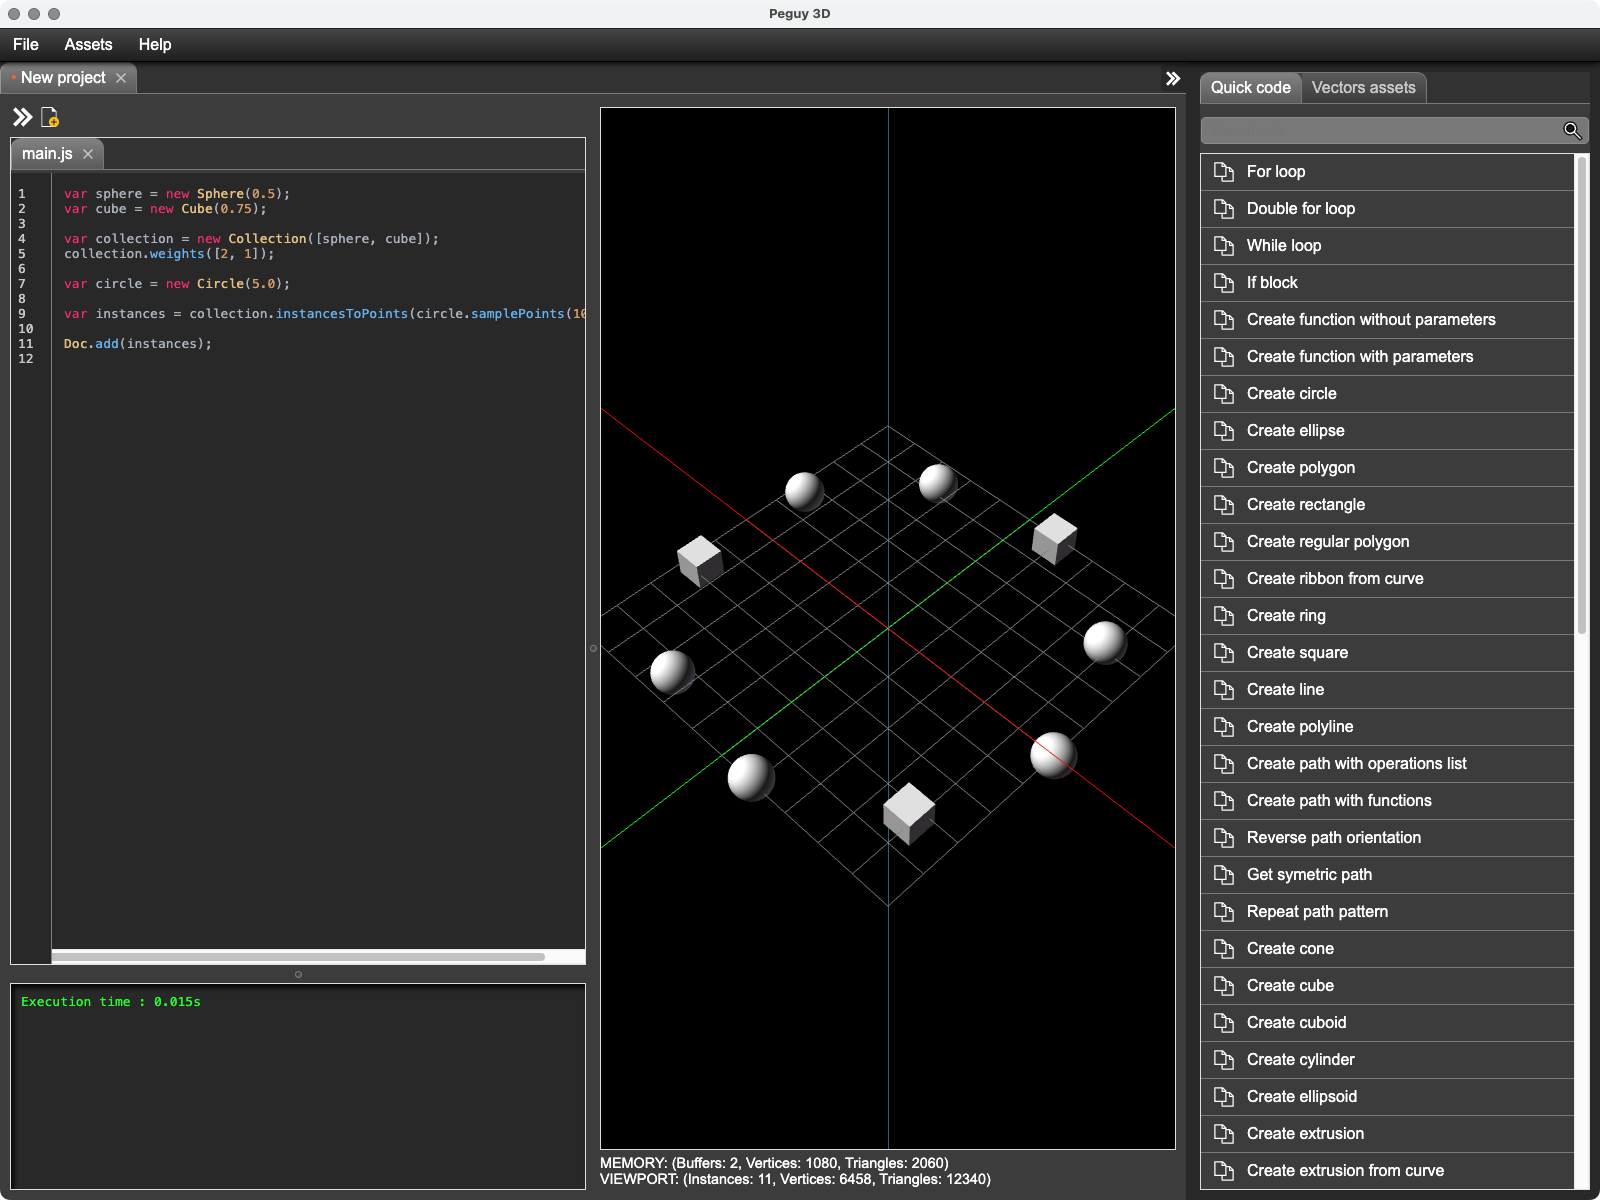 Peguy 3D
File Assets Help
• New project
Quick code Vectors assets
main.js
1 var sphere = new Sphere(0.5);
2 var cube = new Cube(0.75);
3
4 var collection = new Collection([sphere, cube]);
5 collection.weights([2, 1]);
6
7 var circle = new Circle(5.0);
8
9 var instances = collection.instancesToPoints(circle.samplePoints(10
10
11 Doc.add(instances);
12
Execution time : 0.015s
MEMORY: (Buffers: 2, Vertices: 1080, Triangles: 2060)
VIEWPORT: (Instances: 11, Vertices: 6458, Triangles: 12340)
For loop
Double for loop
While loop
If block
Create function without parameters
Create function with parameters
Create circle
Create ellipse
Create polygon
Create rectangle
Create regular polygon
Create ribbon from curve
Create ring
Create square
Create line
Create polyline
Create path with operations list
Create path with functions
Reverse path orientation
Get symetric path
Repeat path pattern
Create cone
Create cube
Create cuboid
Create cylinder
Create ellipsoid
Create extrusion
Create extrusion from curve